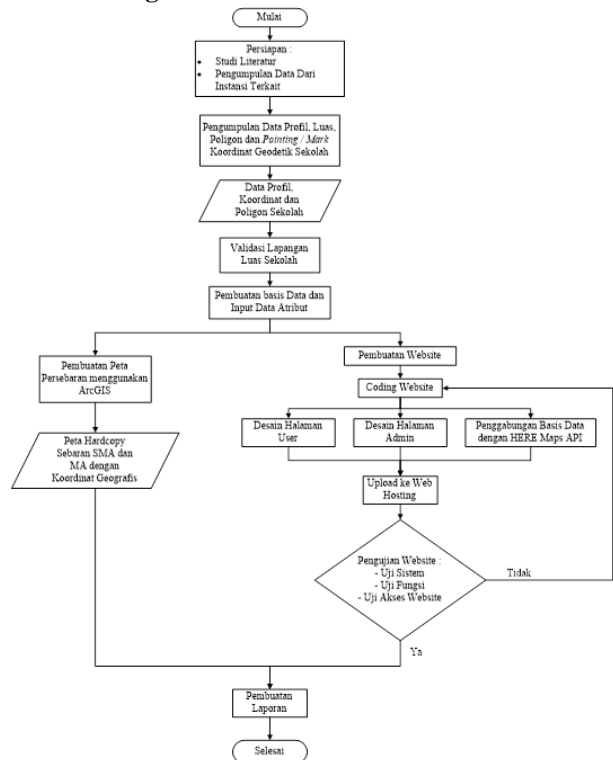 Mulai
Persiapan :
• Studi Literatur
• Pengumpulan Data Dari
Instansi Terkait
Pengumpulan Data Profil, Luas,
Poligon dan Pointing / Mark
Koordinat Geodetik Sekolah
Data Profil,
Koordinat dan
Poligon Sekolah
Validasi Lapangan
Luas Sekolah
Pembuatan basis Data dan
Input Data Atribut
Pembuatan Peta
Persebaran menggunakan
ArcGIS
Peta Hardcopy
Sebaran SMA dan
MA dengan
Koordinat Geografis
Pembuatan Website
Coding Website
Desain Halaman
User
Desain Halaman
Admin
Penggabungan Basis Data
dengan HERE Maps API
Upload ke Web
Hosting
Pengujian Website :
- Uji Sistem
- Uji Fungsi
- Uji Akses Website
Tidak
Ya
Pembuatan
Laporan
Selesai